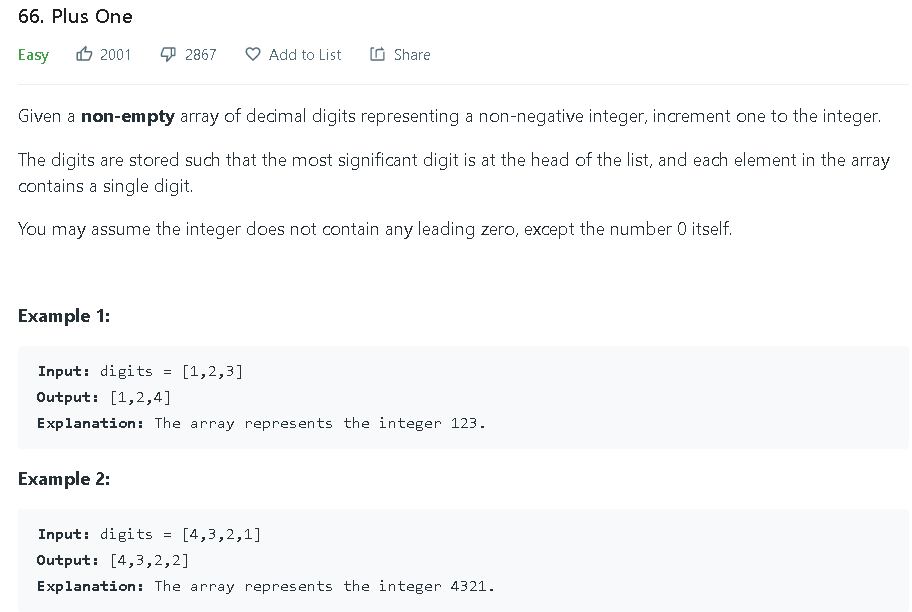 66. Plus One
Easy 2001 2867 Add to List Share
Given a non-empty array of decimal digits representing a non-negative integer, increment one to the integer.
The digits are stored such that the most significant digit is at the head of the list, and each element in the array
contains a single digit.
You may assume the integer does not contain any leading zero, except the number 0 itself.
Example 1:
Input: digits = [1,2,3]
Output: [1,2,4]
Explanation: The array represents the integer 123.
Example 2:
Input: digits = [4,3,2,1]
Output: [4,3,2,2]
Explanation: The array represents the integer 4321.